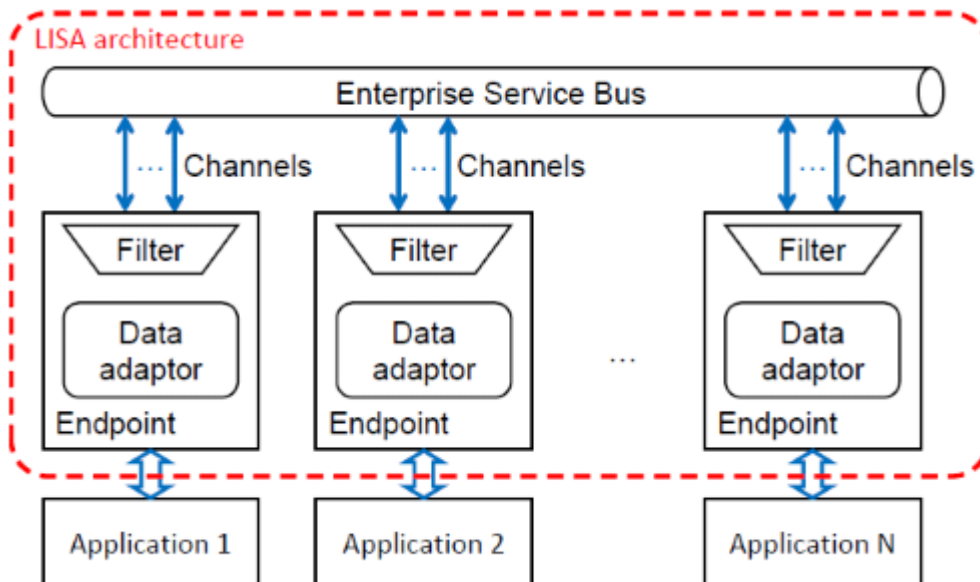 LISA architecture
Enterprise Service Bus
... Channels ... Channels ... Channels
Filter Filter Filter
Data adaptor Data adaptor ... Data adaptor
Endpoint Endpoint Endpoint
Application 1 Application 2 Application N